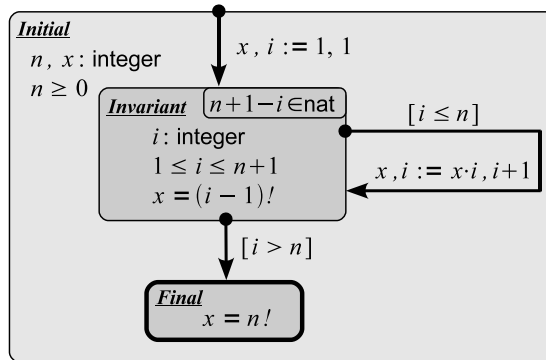 Initial
n, x : integer
n ≥ 0
x, i := 1, 1
Invariant
n+1−i∈nat
i : integer
1 ≤ i ≤ n+1
x = (i − 1)!
[i ≤ n]
x, i := x·i, i+1
[i > n]
Final
x = n!